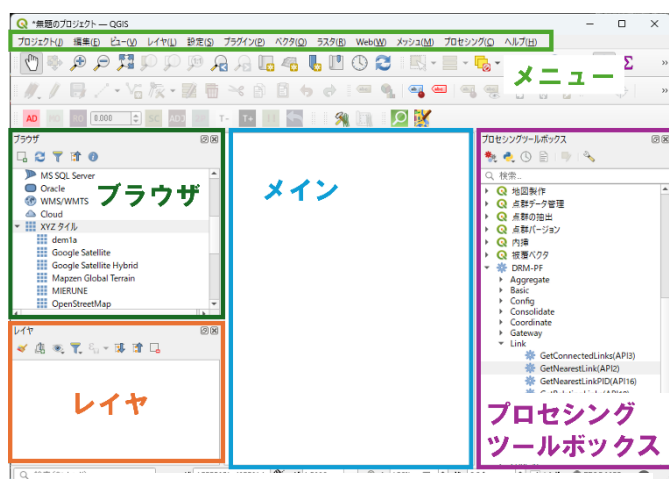 *無題のプロジェクト — QGIS
プロジェクト(J) 編集(E) ビュー(V) レイヤ(L) 設定(S) プラグイン(P) ベクタ(O) ラスタ(R) Web(W) メッシュ(M) プロセシング(C) ヘルプ(H)
メニュー
0.000
ブラウザ
MS SQL Server
Oracle
WMS/WMTS
Cloud
XYZ タイル
dem1a
Google Satellite
Google Satellite Hybrid
Mapzen Global Terrain
MIERUNE
OpenStreetMap
ブラウザ
レイヤ
レイヤ
メイン
プロセシングツールボックス
検索...
地図製作
点群データ管理
点群の抽出
点群バージョン
内挿
被覆ベクタ
DRM-PF
Aggregate
Basic
Config
Consolidate
Coordinate
Gateway
Link
GetConnectedLinks(API3)
GetNearestLink(API2)
GetNearestLinkPID(API16)
プロセシング
ツールボックス